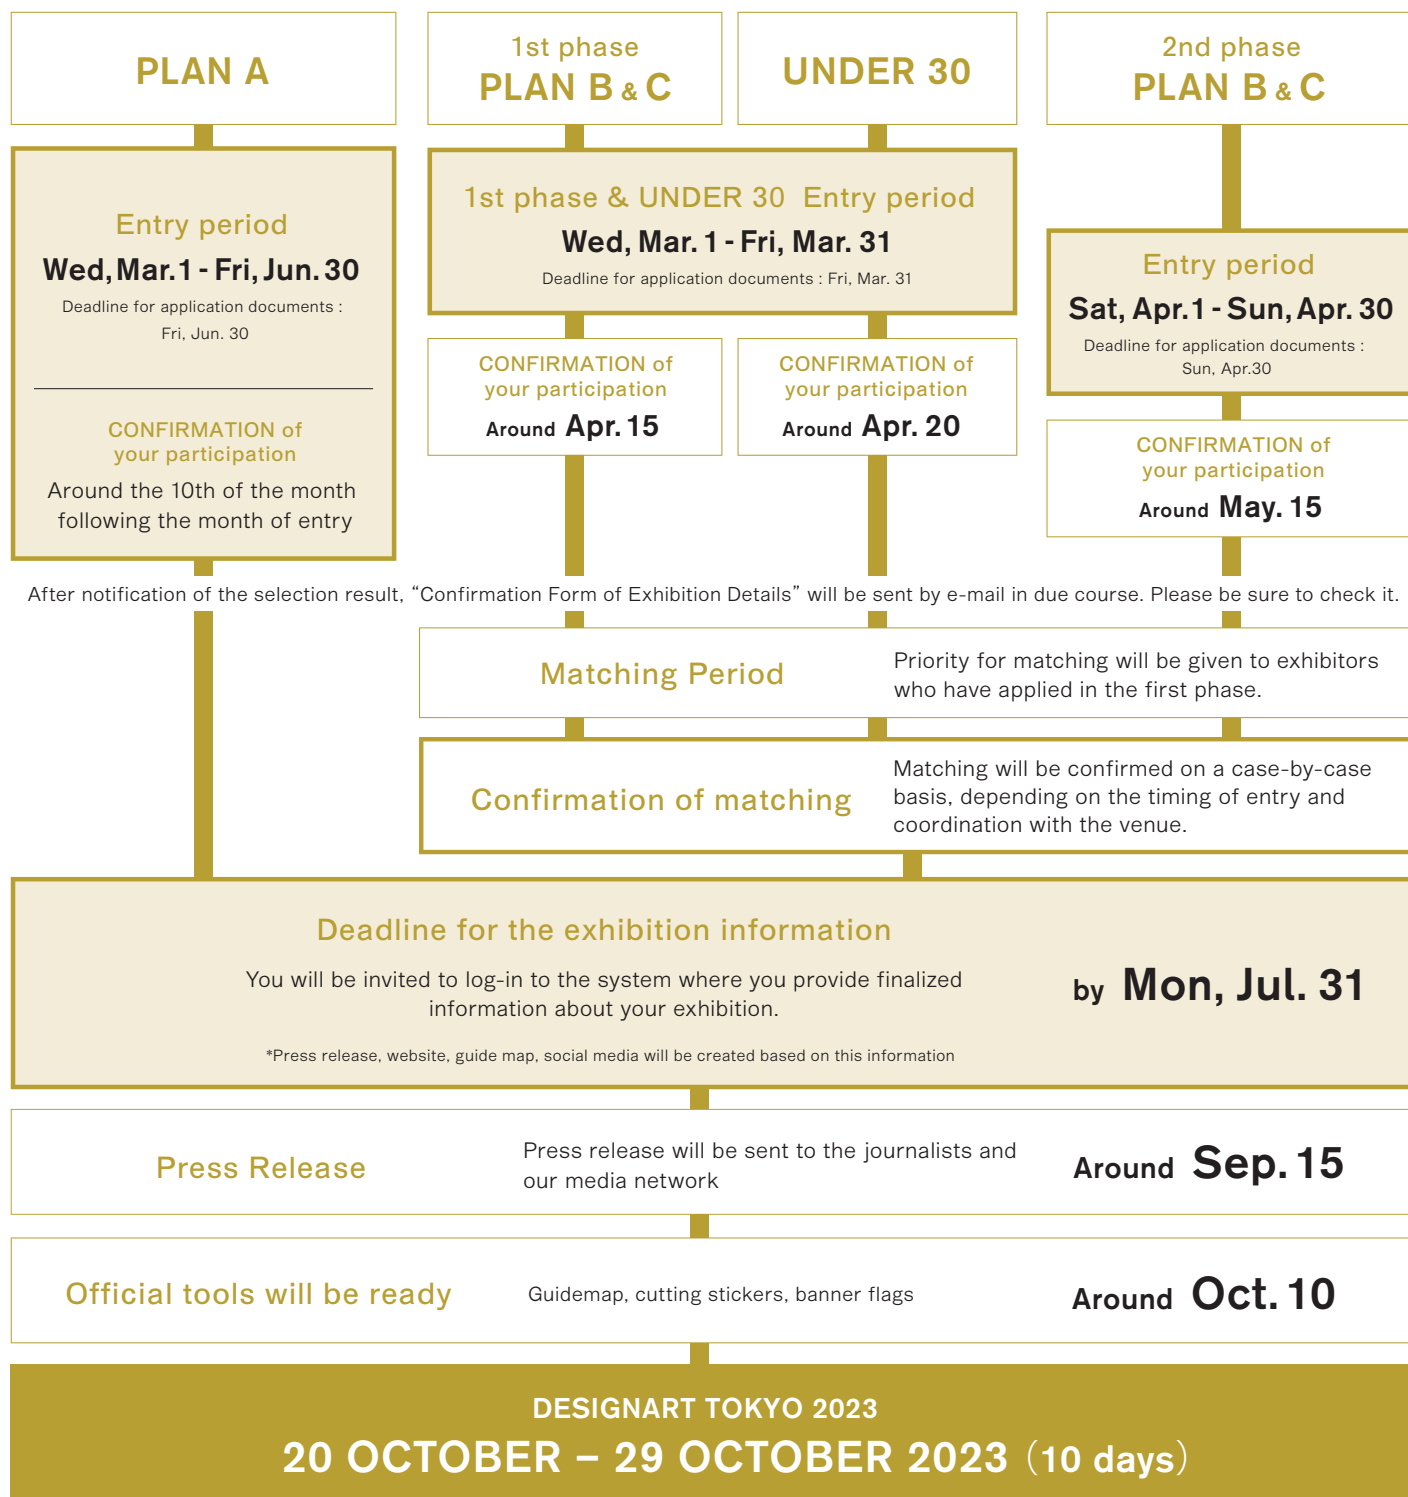 PLAN A
Entry period
Wed, Mar. 1 - Fri, Jun. 30
Deadline for application documents :
Fri, Jun. 30
CONFIRMATION of
your participation
Around the 10th of the month
following the month of entry
1st phase
PLAN B & C
UNDER 30
1st phase & UNDER 30 Entry period
Wed, Mar. 1 - Fri, Mar. 31
Deadline for application documents : Fri, Mar. 31
CONFIRMATION of
your participation
Around Apr. 15
CONFIRMATION of
your participation
Around Apr. 20
2nd phase
PLAN B & C
Entry period
Sat, Apr.1 - Sun, Apr. 30
Deadline for application documents :
Sun, Apr.30
CONFIRMATION of
your participation
Around May. 15
After notification of the selection result, “Confirmation Form of Exhibition Details” will be sent by e-mail in due course. Please be sure to check it.
Matching Period
Priority for matching will be given to exhibitors
who have applied in the first phase.
Confirmation of matching
Matching will be confirmed on a case-by-case
basis, depending on the timing of entry and
coordination with the venue.
Deadline for the exhibition information
You will be invited to log-in to the system where you provide finalized
information about your exhibition.
*Press release, website, guide map, social media will be created based on this information
by Mon, Jul. 31
Press Release
Press release will be sent to the journalists and
our media network
Around Sep. 15
Official tools will be ready
Guidemap, cutting stickers, banner flags
Around Oct. 10
DESIGNART TOKYO 2023
20 OCTOBER – 29 OCTOBER 2023（10 days）